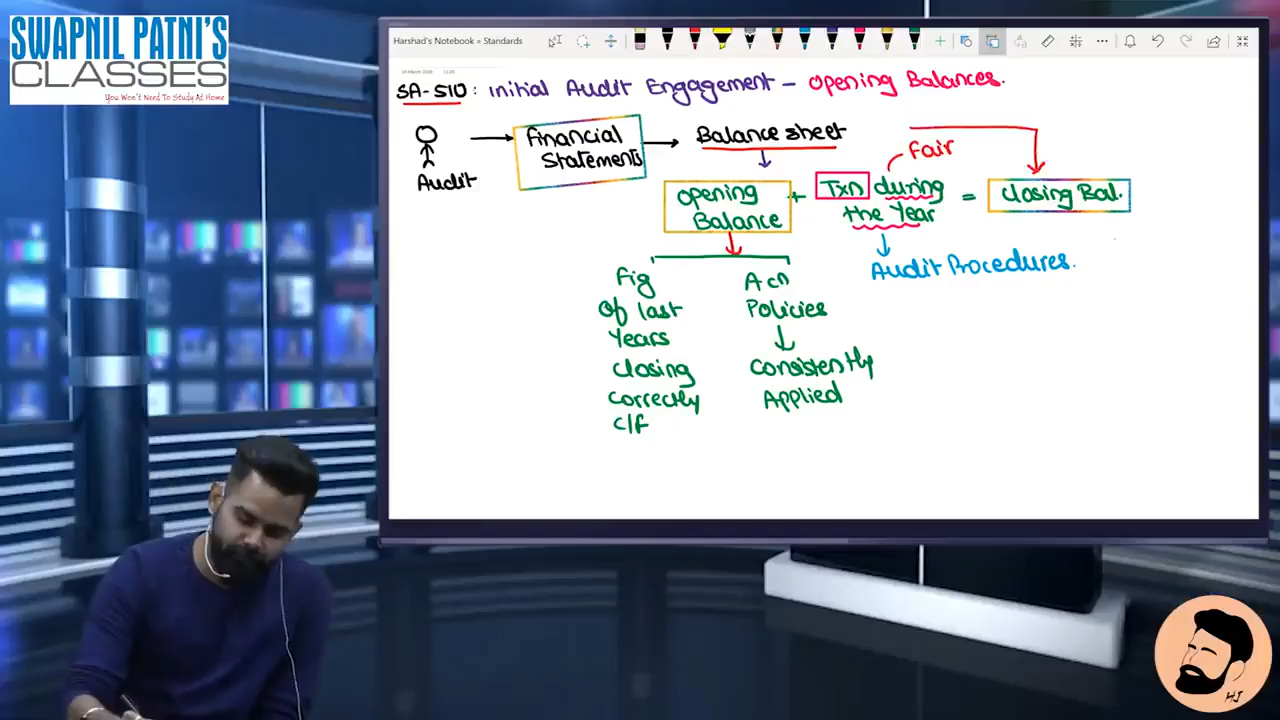 SWAPNIL PATNI'S
CLASSES
You Won't Need To Study At Home
Harshad's Notebook » Standards
SA-510: Initial Audit Engagement - Opening Balances.
Audit
Financial
Statements
Balance sheet
Opening
Balance
+
Txn during
the Year
Fair
=
Closing Bal.
Audit Procedures.
Fig
Of last
Years
closing
correctly
c/f
Acn
Policies
Consistently
Applied
HJ